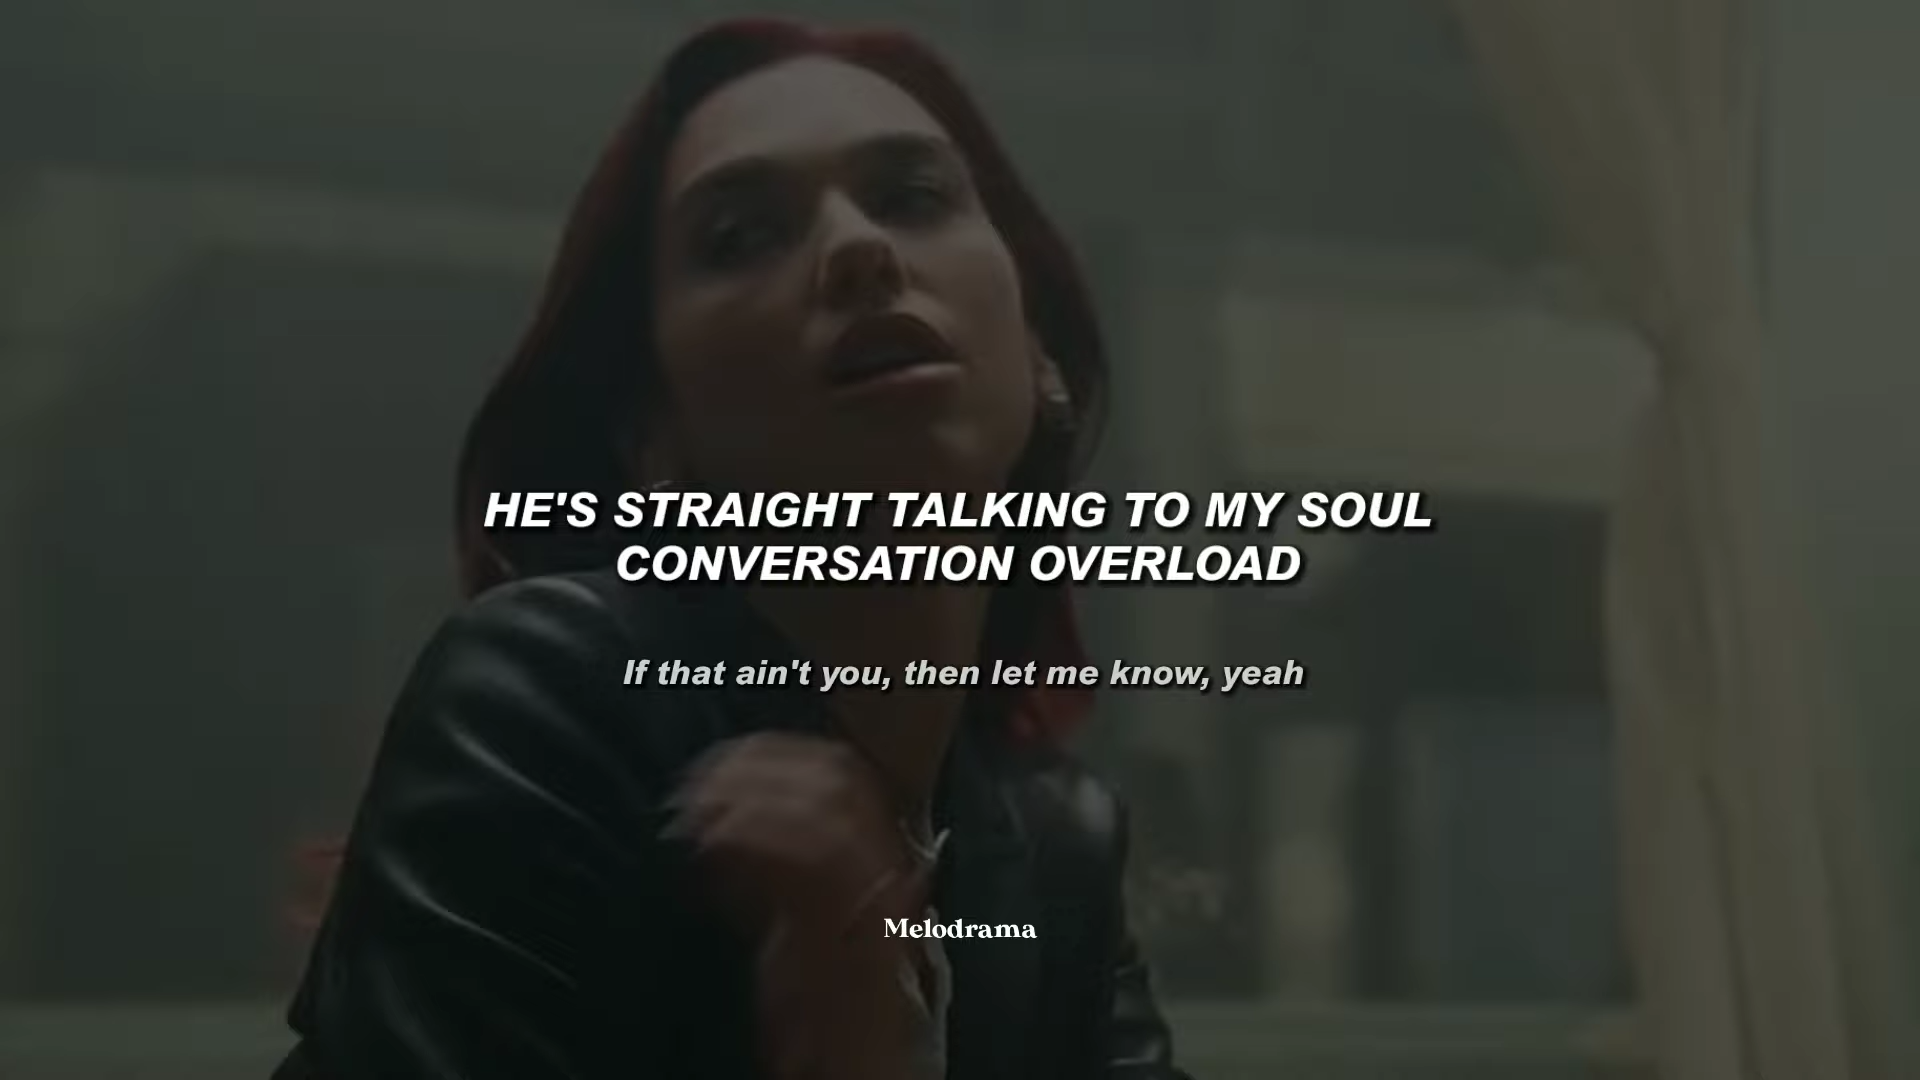 HE'S STRAIGHT TALKING TO MY SOUL
CONVERSATION OVERLOAD
If that ain't you, then let me know, yeah
Melodrama